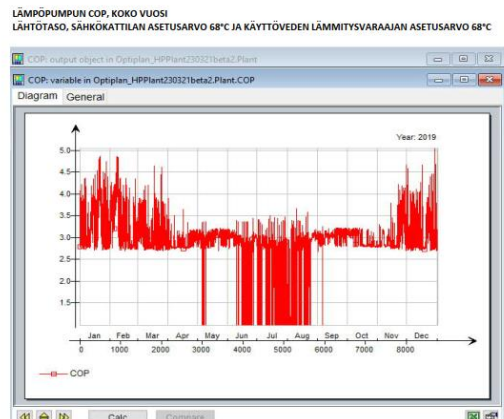 LÄMPÖPUMPUN COP, KOKO VUOSI
LÄHTÖTASO, SÄHKÖKATTILAN ASETUSARVO 68°C JA KÄYTTÖVEDEN LÄMMITYSVARAAJAN ASETUSARVO 68°C
COP: output object in Optiplan_HPPlant230321beta2.Plant
COP: variable in Optiplan_HPPlant230321beta2.Plant.COP
Diagram General
Year: 2019
5.0
4.5
4.0
3.5
3.0
2.5
2.0
1.5
Jan Feb Mar Apr May Jun Jul Aug Sep Oct Nov Dec
0 1000 2000 3000 4000 5000 6000 7000 8000
COP
Calc Compare